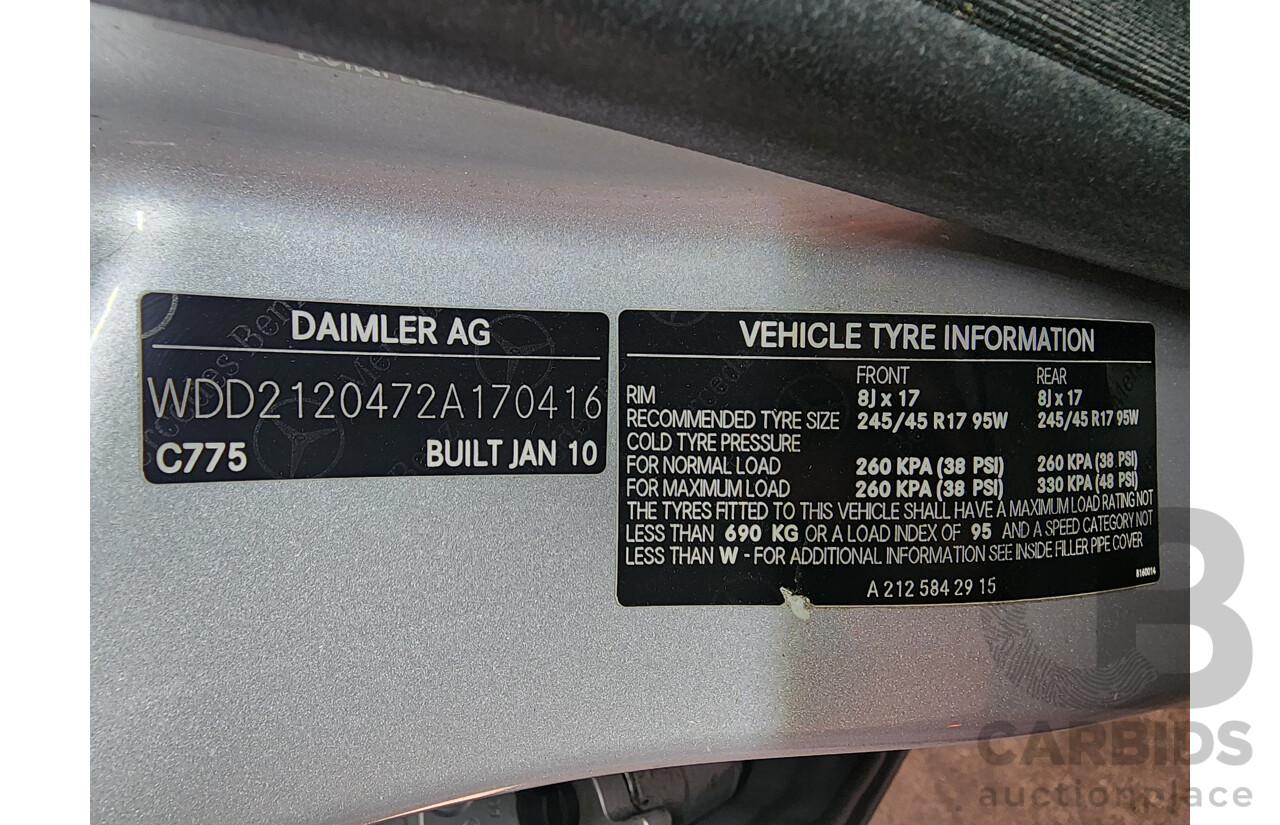 DAIMLER AG
WDD2120472A170416
C775 BUILT JAN 10
VEHICLE TYRE INFORMATION
FRONT REAR
RIM 8J x 17 8J x 17
RECOMMENDED TYRE SIZE 245/45 R17 95W 245/45 R17 95W
COLD TYRE PRESSURE
FOR NORMAL LOAD 260 KPA (38 PSI) 260 KPA (38 PSI)
FOR MAXIMUM LOAD 260 KPA (38 PSI) 330 KPA (48 PSI)
THE TYRES FITTED TO THIS VEHICLE SHALL HAVE A MAXIMUM LOAD RATING NOT
LESS THAN 690 KG OR A LOAD INDEX OF 95 AND A SPEED CATEGORY NOT
LESS THAN W - FOR ADDITIONAL INFORMATION SEE INSIDE FILLER PIPE COVER
A 212 584 29 15
8160014
CARBIDS
auctionplace